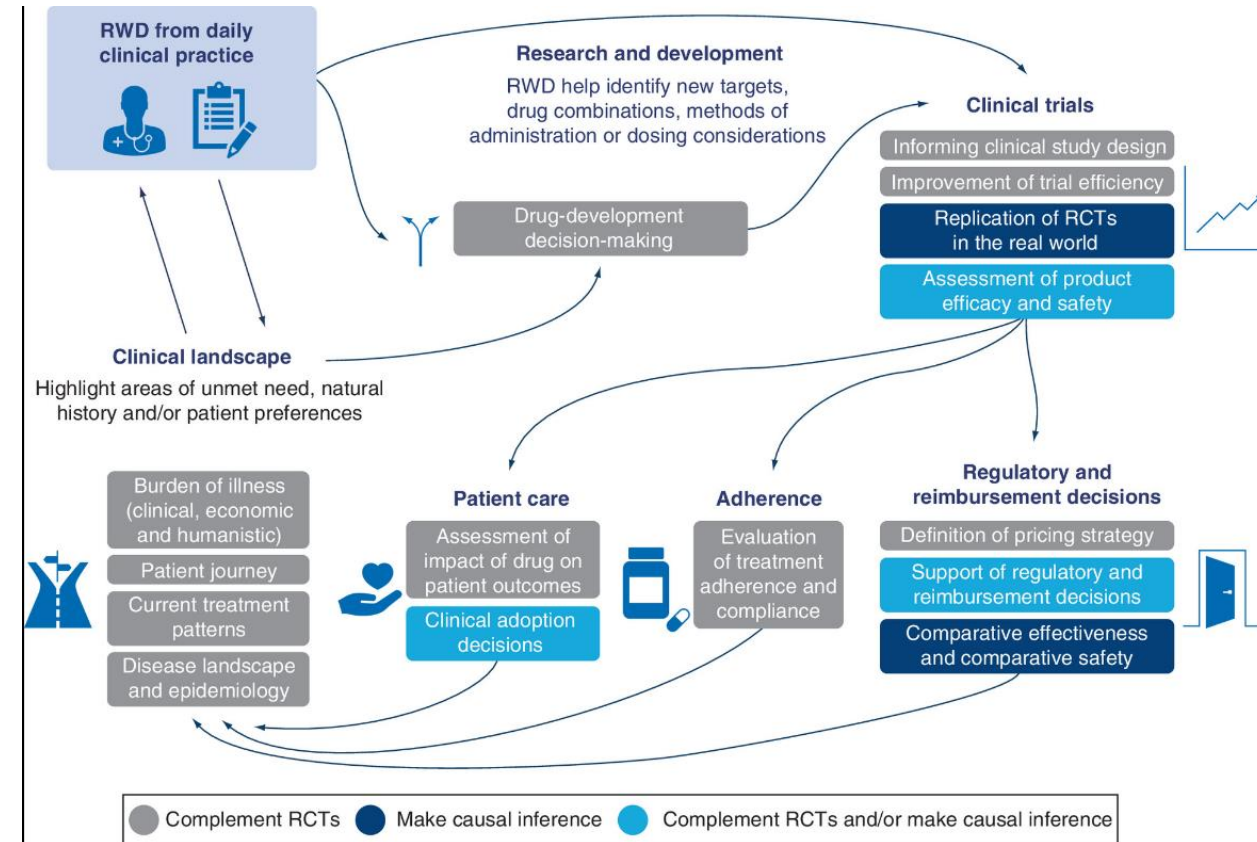 RWD from daily
clinical practice
Research and development
RWD help identify new targets,
drug combinations, methods of
administration or dosing considerations
Clinical trials
Informing clinical study design
Improvement of trial efficiency
Replication of RCTs
in the real world
Assessment of product
efficacy and safety
Drug-development
decision-making
Clinical landscape
Highlight areas of unmet need, natural
history and/or patient preferences
Burden of illness
(clinical, economic
and humanistic)
Patient journey
Current treatment
patterns
Disease landscape
and epidemiology
Patient care
Assessment of
impact of drug on
patient outcomes
Clinical adoption
decisions
Adherence
Evaluation
of treatment
adherence and
compliance
Regulatory and
reimbursement decisions
Definition of pricing strategy
Support of regulatory and
reimbursement decisions
Comparative effectiveness
and comparative safety
Complement RCTs
Make causal inference
Complement RCTs and/or make causal inference